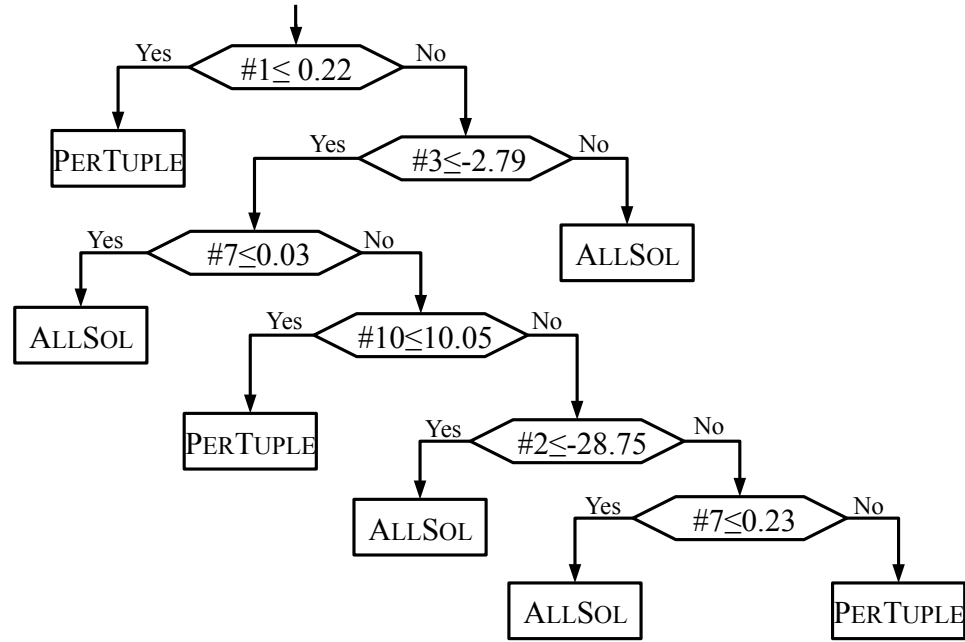 Yes
No
#1≤ 0.22
PERTUPLE
Yes
No
#3≤-2.79
Yes
No
#7≤0.03
ALLSOL
ALLSOL
Yes
No
#10≤10.05
PERTUPLE
Yes
No
#2≤-28.75
ALLSOL
Yes
No
#7≤0.23
ALLSOL
PERTUPLE